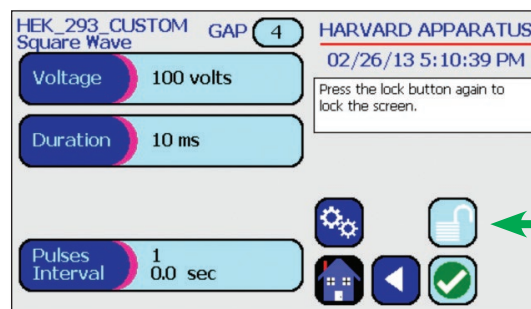 HEK_293_CUSTOM
Square Wave
GAP 4
HARVARD APPARATUS
02/26/13 5:10:39 PM
Voltage 100 volts
Press the lock button again to
lock the screen.
Duration 10 ms
Pulses 1
Interval 0.0 sec